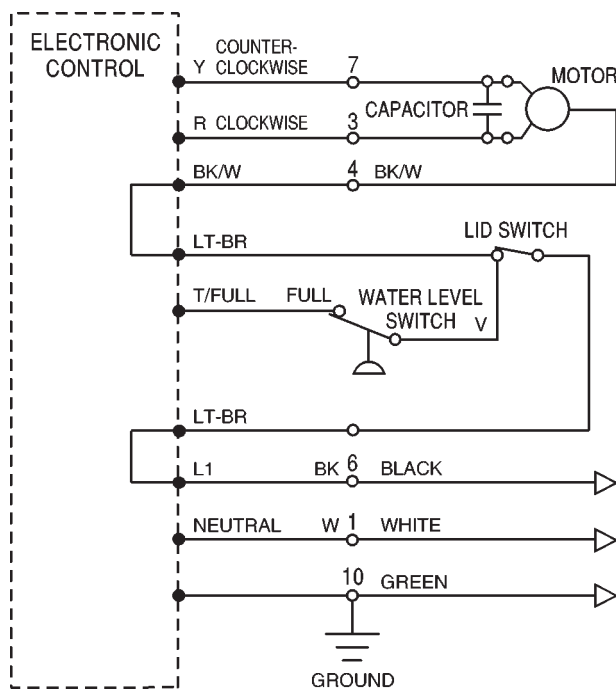 ELECTRONIC
CONTROL
COUNTER-
Y CLOCKWISE 7
MOTOR
CAPACITOR
R CLOCKWISE 3
BK/W 4 BK/W
LID SWITCH
LT-BR
T/FULL FULL WATER LEVEL
SWITCH V
LT-BR
L1 BK 6 BLACK
NEUTRAL W 1 WHITE
10 GREEN
GROUND